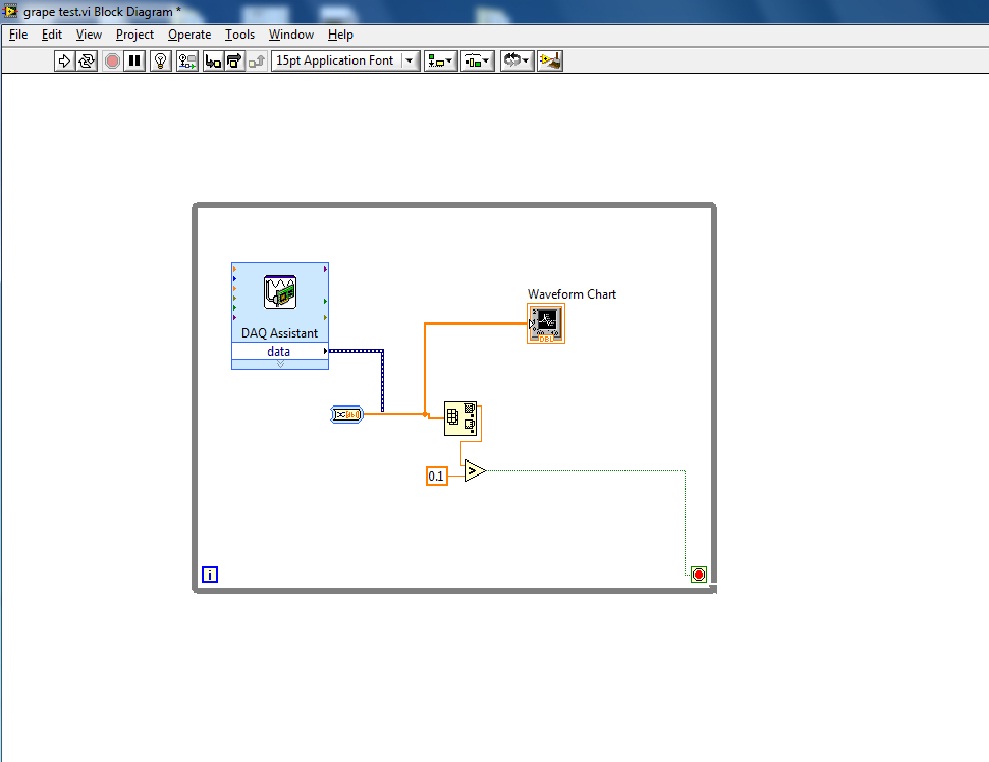 grape test.vi Block Diagram *
File Edit View Project Operate Tools Window Help
15pt Application Font
Waveform Chart
DAQ Assistant
data
DBL
0.1
>
i